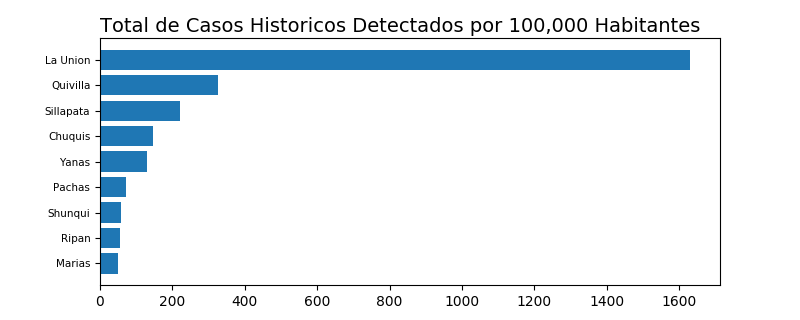 Total de Casos Historicos Detectados por 100,000 Habitantes
La Union
Quivilla
Sillapata
Chuquis
Yanas
Pachas
Shunqui
Ripan
Marias
0 200 400 600 800 1000 1200 1400 1600